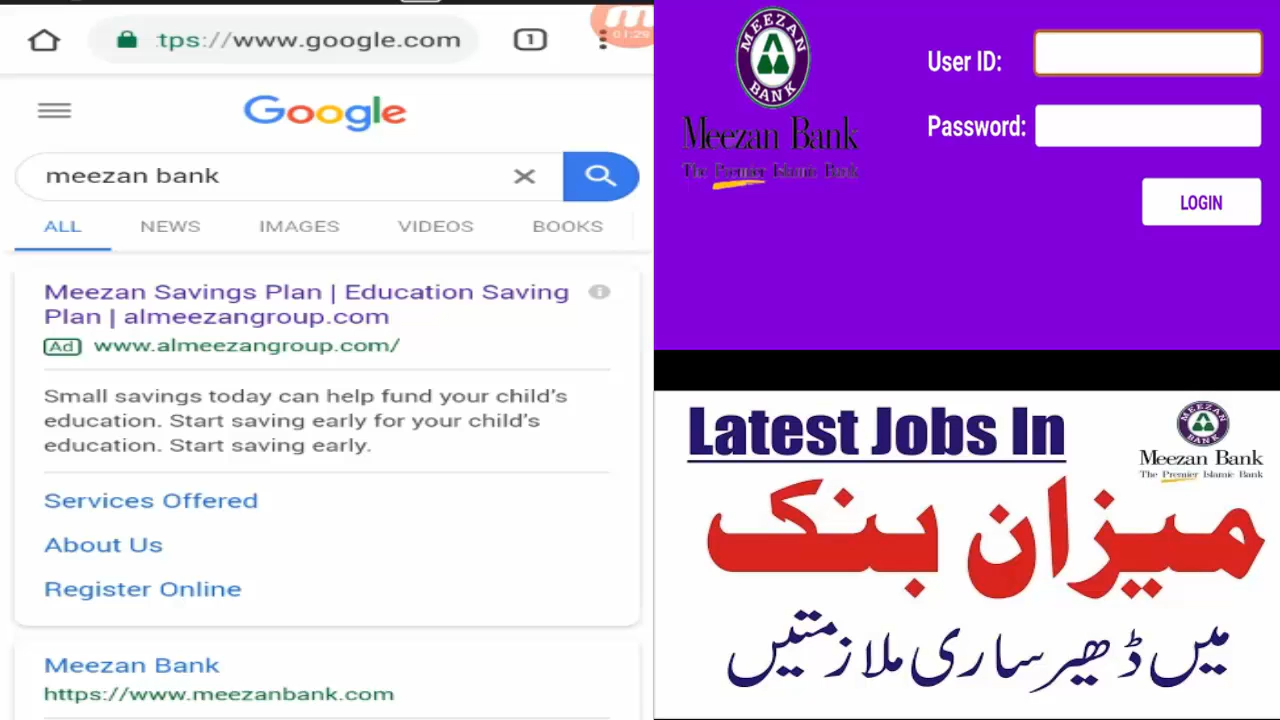 tps://www.google.com
1
01:29
Google
meezan bank
ALL NEWS IMAGES VIDEOS BOOKS
Meezan Savings Plan | Education Saving
Plan | almeezangroup.com
Ad www.almeezangroup.com/
Small savings today can help fund your child's
education. Start saving early for your child's
education. Start saving early.
Services Offered
About Us
Register Online
Meezan Bank
https://www.meezanbank.com
MEEZAN
BANK
Meezan Bank
The Premier Islamic Bank
User ID:
Password:
LOGIN
Latest Jobs In
MEEZAN
BANK
Meezan Bank
The Premier Islamic Bank
میزان بنک
میں ڈھیر ساری ملازمتیں